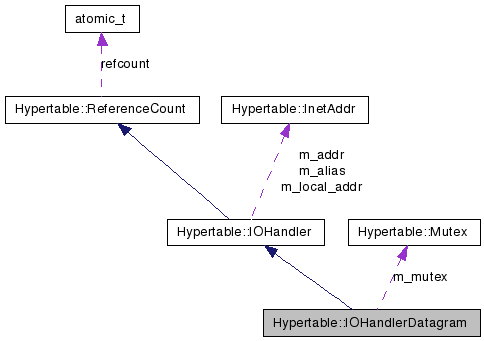 atomic_t
refcount
Hypertable::ReferenceCount
Hypertable::InetAddr
m_addr
m_alias
m_local_addr
Hypertable::IOHandler
Hypertable::Mutex
m_mutex
Hypertable::IOHandlerDatagram